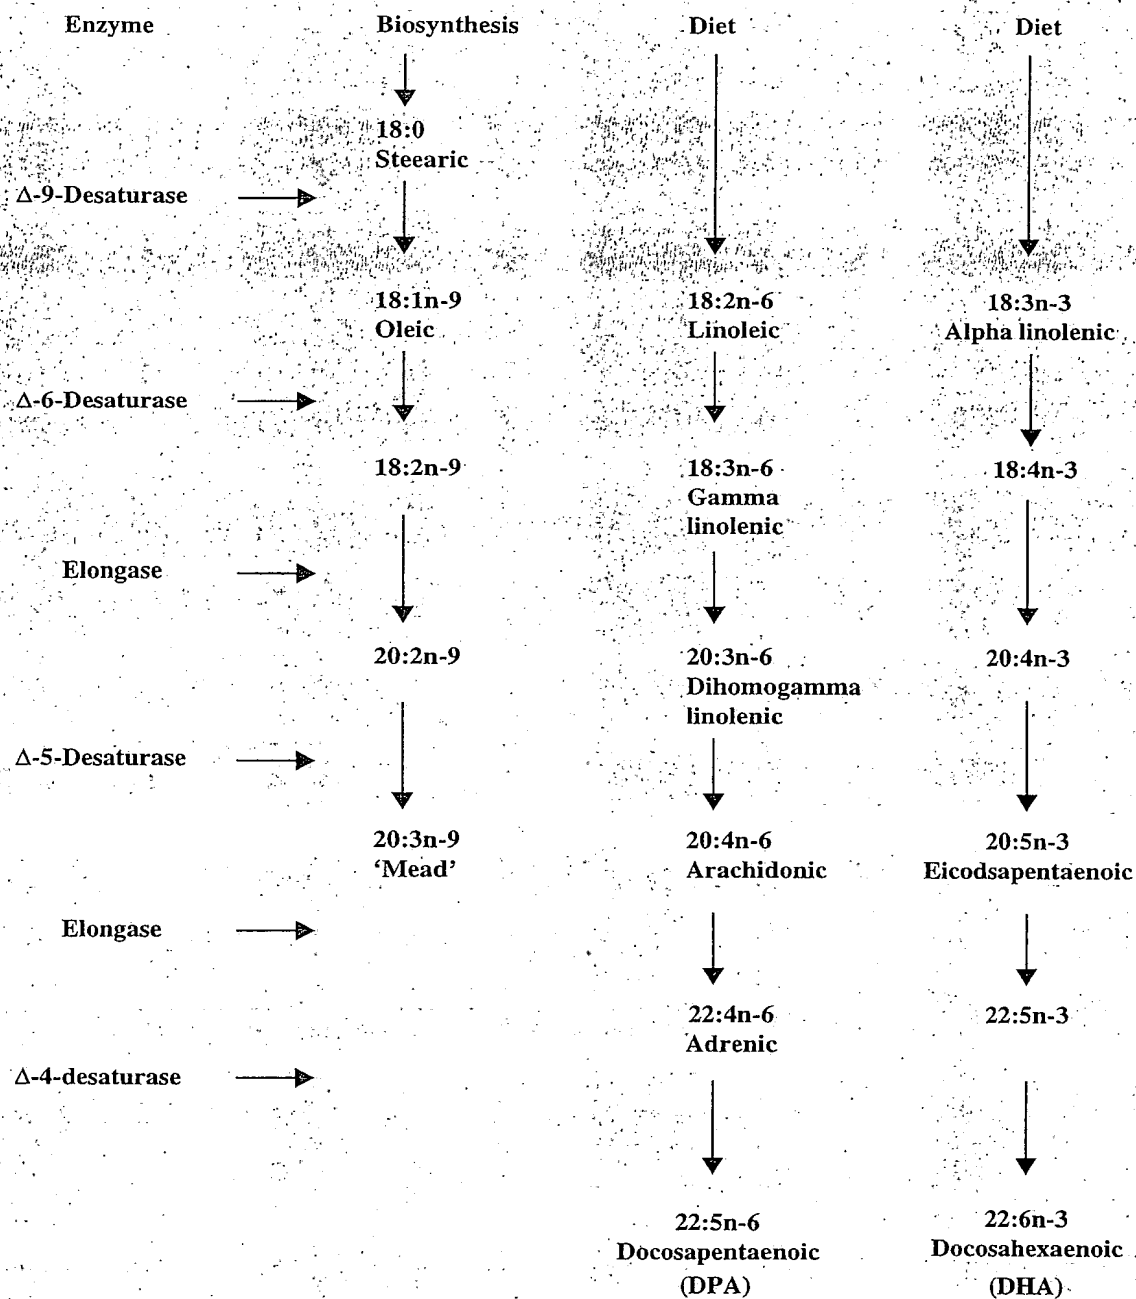 Enzyme Biosynthesis Diet Diet
18:0
Steearic
Δ-9-Desaturase
18:1n-9 18:2n-6 18:3n-3
Oleic Linoleic Alpha linolenic
Δ-6-Desaturase
18:2n-9 18:3n-6 18:4n-3
Gamma
linolenic
Elongase
20:2n-9 20:3n-6 20:4n-3
Dihomogamma
linolenic
Δ-5-Desaturase
20:3n-9 20:4n-6 20:5n-3
‘Mead’ Arachidonic Eicodsapentaenoic
Elongase
22:4n-6 22:5n-3
Adrenic
Δ-4-desaturase
22:5n-6 22:6n-3
Docosapentaenoic Docosahexaenoic
(DPA) (DHA)